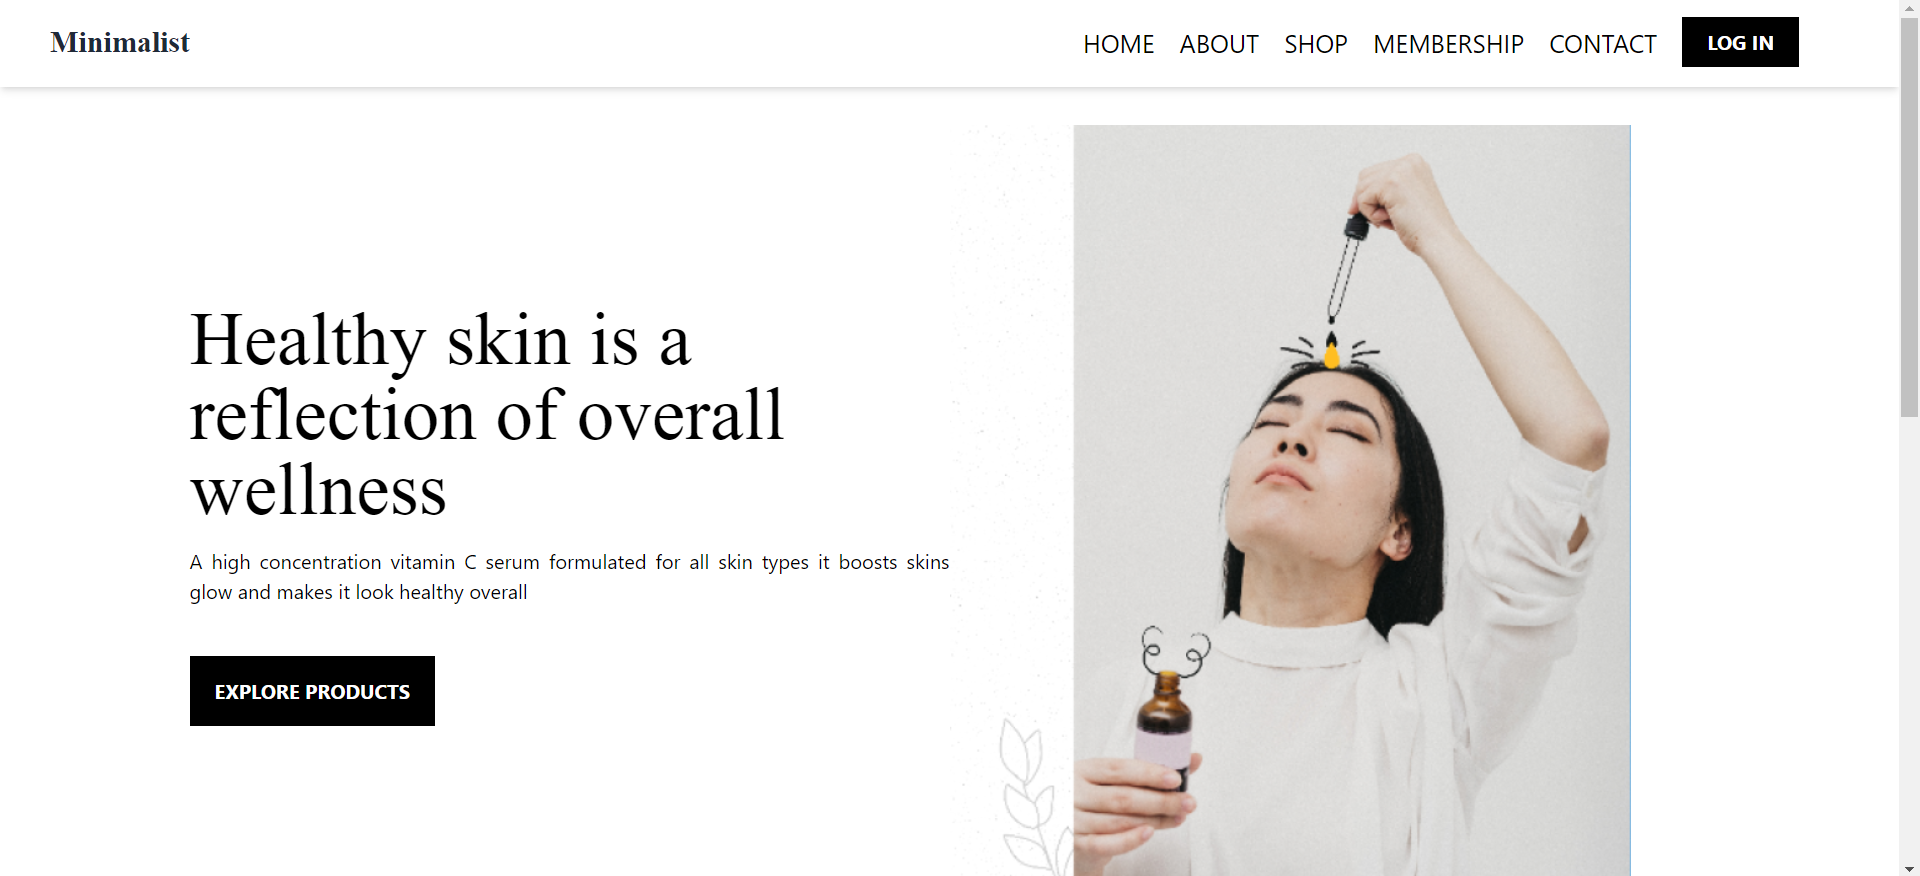 Minimalist
HOME ABOUT SHOP MEMBERSHIP CONTACT LOG IN
Healthy skin is a
reflection of overall
wellness
A high concentration vitamin C serum formulated for all skin types it boosts skins
glow and makes it look healthy overall
EXPLORE PRODUCTS